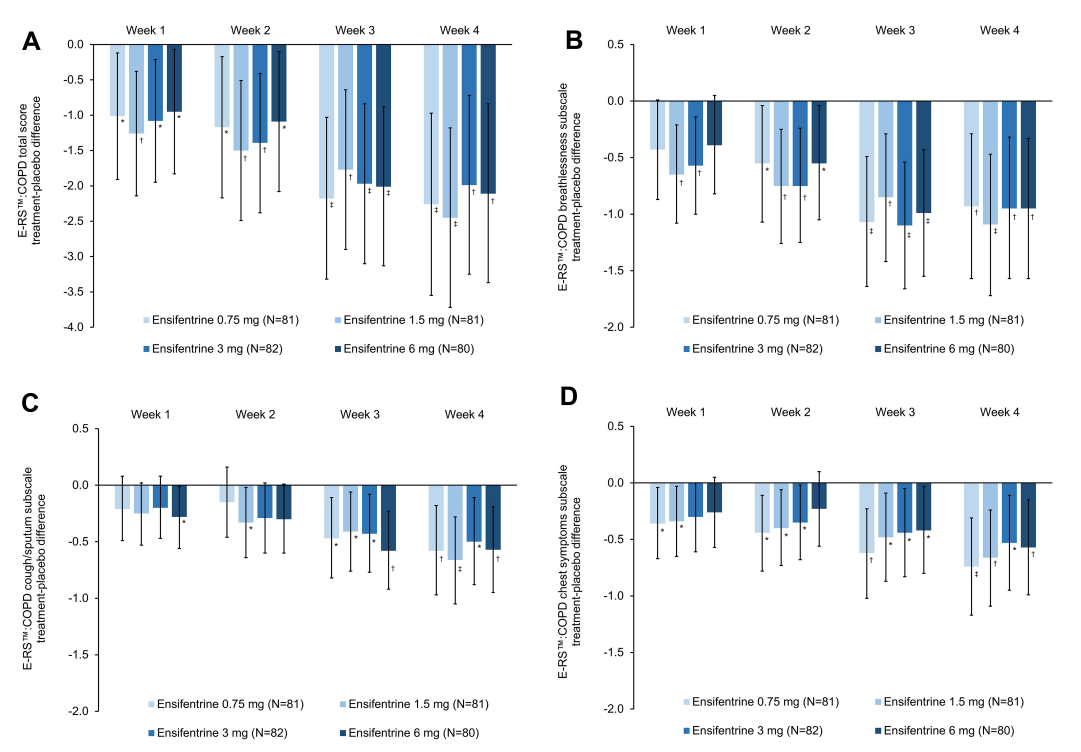 A
Week 1 Week 2 Week 3 Week 4
0.0
-0.5
-1.0
-1.5
-2.0
-2.5
-3.0
-3.5
-4.0
E-RS™:COPD total score
treatment-placebo difference
* † * *
* † † *
‡ † ‡ ‡
‡ ‡ † †
Ensifentrine 0.75 mg (N=81) Ensifentrine 1.5 mg (N=81)
Ensifentrine 3 mg (N=82) Ensifentrine 6 mg (N=80)
B
Week 1 Week 2 Week 3 Week 4
0.5
0.0
-0.5
-1.0
-1.5
-2.0
E-RS™:COPD breathlessness subscale
treatment-placebo difference
† †
* † † *
‡ † ‡ ‡
† ‡ † †
Ensifentrine 0.75 mg (N=81) Ensifentrine 1.5 mg (N=81)
Ensifentrine 3 mg (N=82) Ensifentrine 6 mg (N=80)
C
Week 1 Week 2 Week 3 Week 4
0.5
0.0
-0.5
-1.0
-1.5
-2.0
E-RS™:COPD cough/sputum subscale
treatment-placebo difference
*
*
* * * †
† ‡ * †
Ensifentrine 0.75 mg (N=81) Ensifentrine 1.5 mg (N=81)
Ensifentrine 3 mg (N=82) Ensifentrine 6 mg (N=80)
D
Week 1 Week 2 Week 3 Week 4
0.5
0.0
-0.5
-1.0
-1.5
-2.0
E-RS™:COPD chest symptoms subscale
treatment-placebo difference
* *
* * *
† * * *
‡ † * †
Ensifentrine 0.75 mg (N=81) Ensifentrine 1.5 mg (N=81)
Ensifentrine 3 mg (N=82) Ensifentrine 6 mg (N=80)